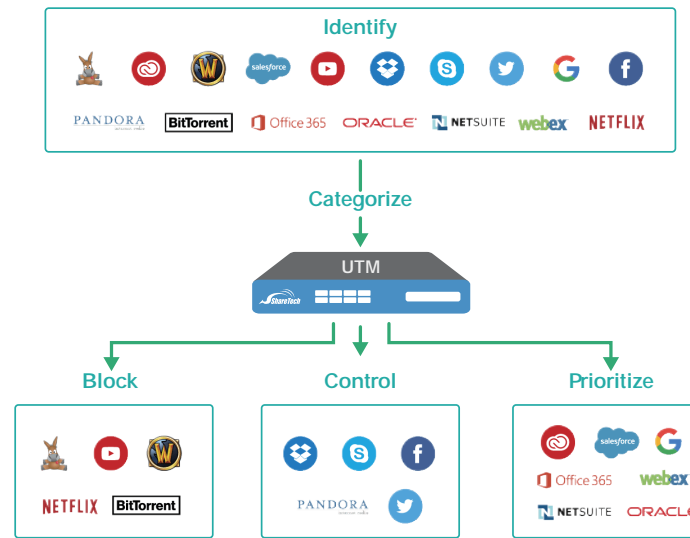 Identify
salesforce
PANDORA BitTorrent Office 365 ORACLE NETSUITE webex NETFLIX
Categorize
UTM
ShareTech
Block Control Prioritize
salesforce
Office 365 webex
NETFLIX BitTorrent PANDORA NETSUITE ORACLE